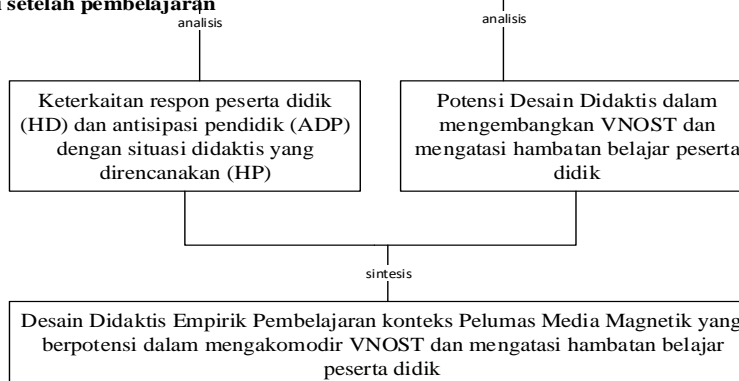 setelah pembelajaran
analisis
analisis
Keterkaitan respon peserta didik
(HD) dan antisipasi pendidik (ADP)
dengan situasi didaktis yang
direncanakan (HP)
Potensi Desain Didaktis dalam
mengembangkan VNOST dan
mengatasi hambatan belajar peserta
didik
sintesis
Desain Didaktis Empirik Pembelajaran konteks Pelumas Media Magnetik yang
berpotensi dalam mengakomodir VNOST dan mengatasi hambatan belajar
peserta didik